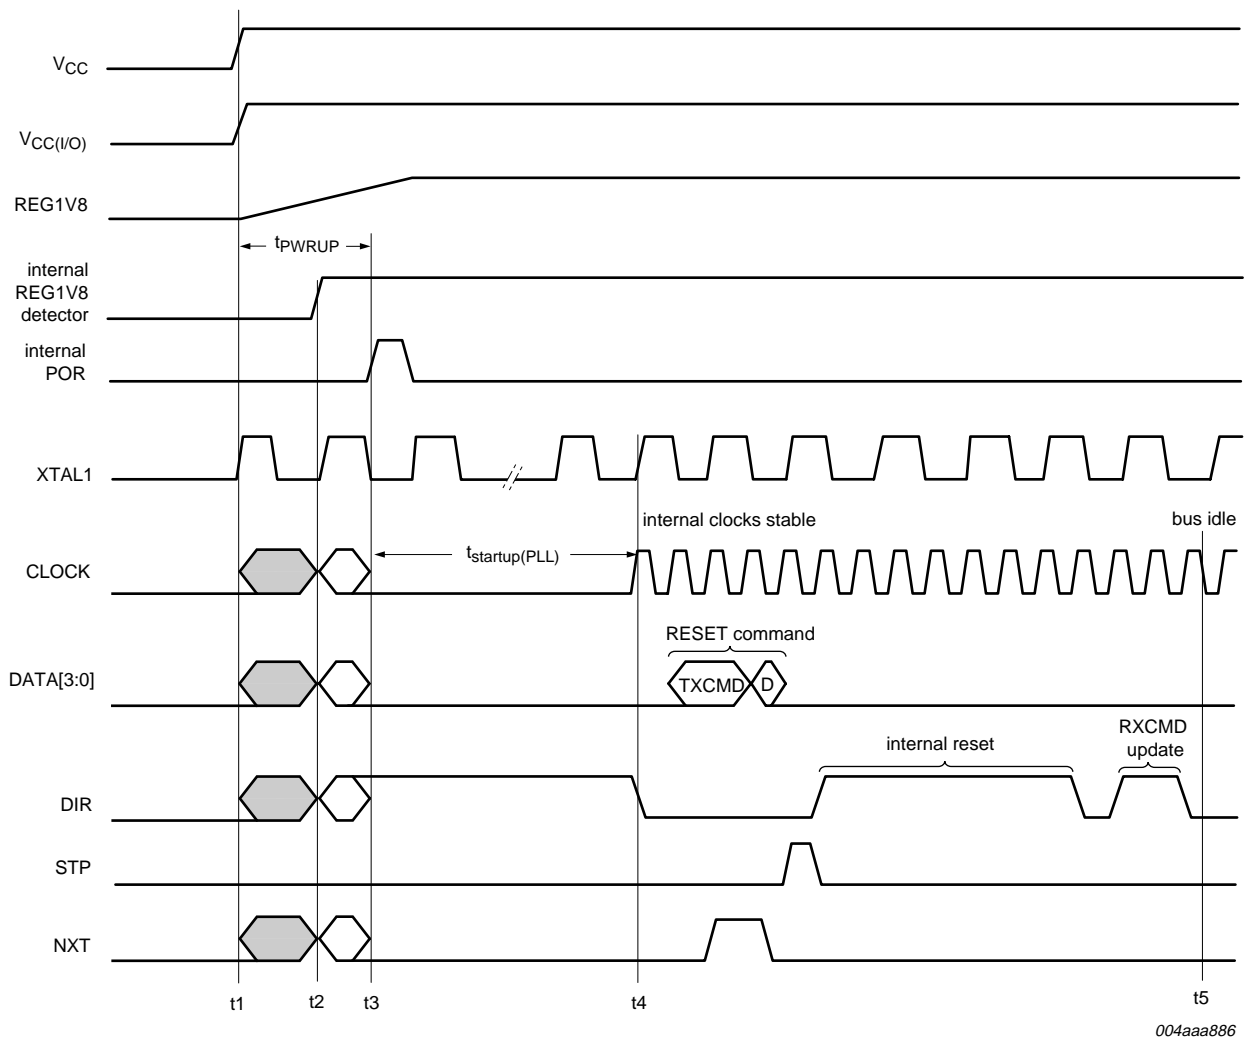 VCC
VCC(I/O)
REG1V8
tPWRUP
internal
REG1V8
detector
internal
POR
XTAL1
internal clocks stable
bus idle
CLOCK
tstartup(PLL)
RESET command
DATA[3:0]
TXCMD
D
RXCMD
update
internal reset
DIR
STP
NXT
t1
t2
t3
t4
t5
004aaa886